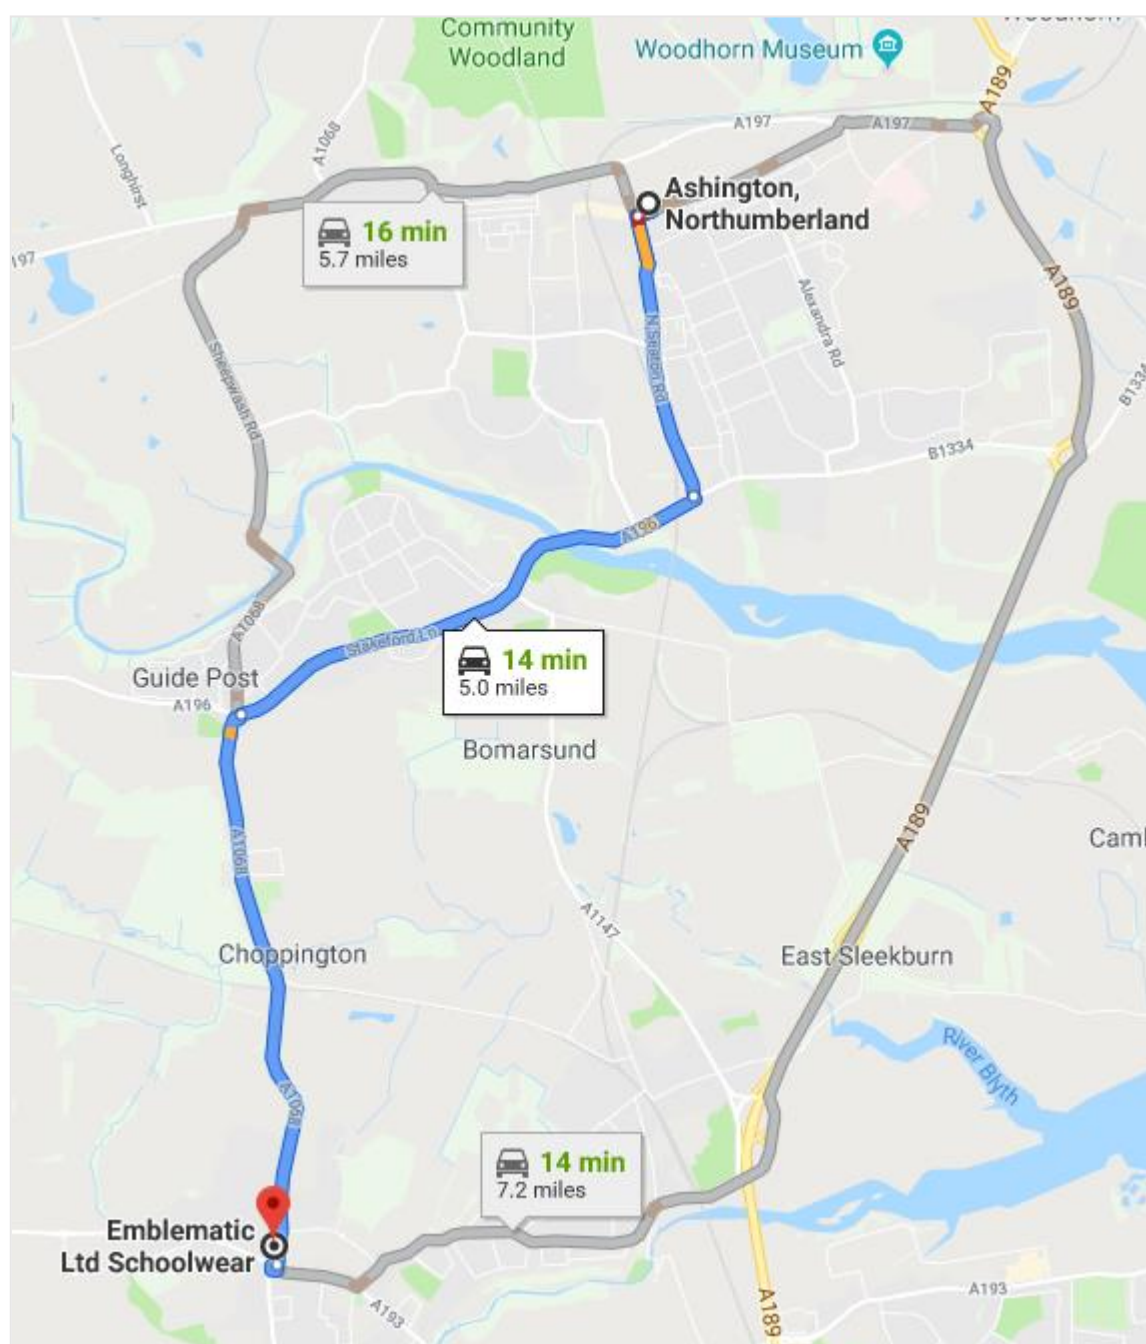 Community
Woodland
Woodhorn Museum
A189
A1068
A197
A197
Longhirst
Ashington,
Northumberland
16 min
5.7 miles
197
A189
Alexandra Rd
N Seaton Rd
Sheepwash Rd
B1334
B1334
A196
A1068
Stakeford Ln
14 min
5.0 miles
Guide Post
A196
Bomarsund
A189
Caml
A1068
A1147
Choppington
East Sleekburn
River Blyth
A1068
14 min
7.2 miles
Emblematic
Ltd Schoolwear
A193
A193
A189